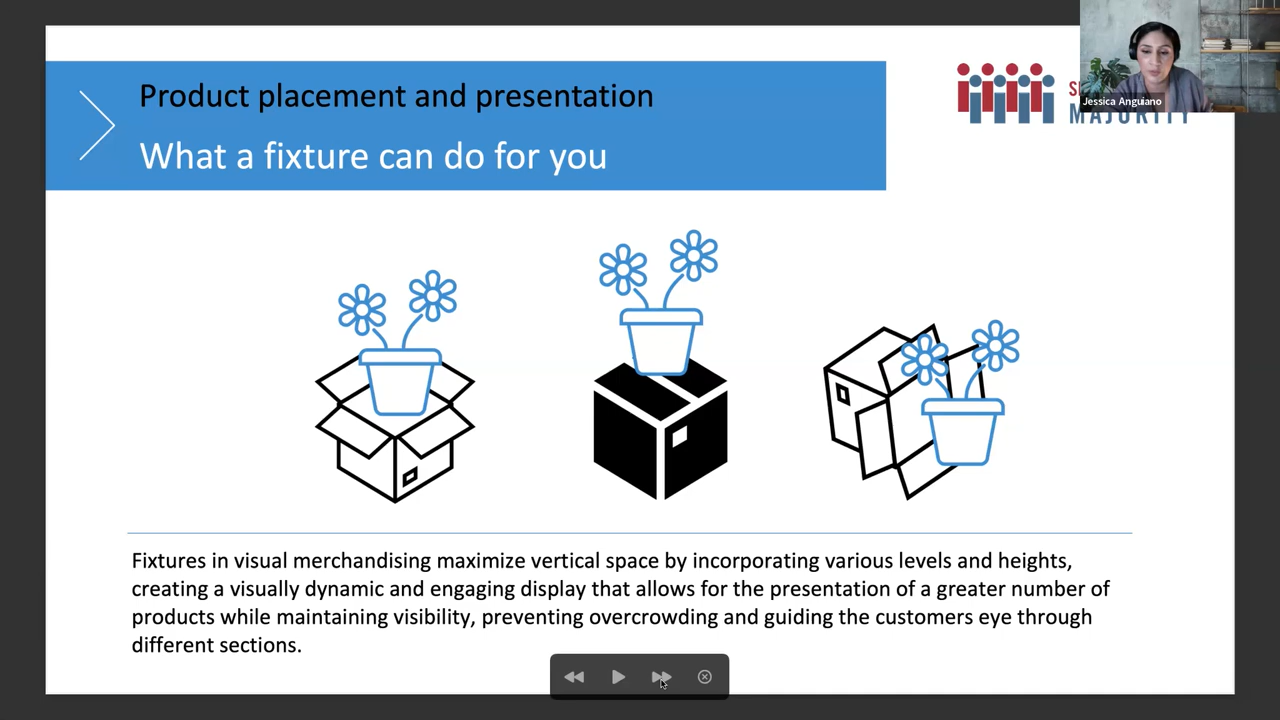 Product placement and presentation
What a fixture can do for you
Jessica Anguiano
MAJORITY
Fixtures in visual merchandising maximize vertical space by incorporating various levels and heights,
creating a visually dynamic and engaging display that allows for the presentation of a greater number of
products while maintaining visibility, preventing overcrowding and guiding the customers eye through
different sections.